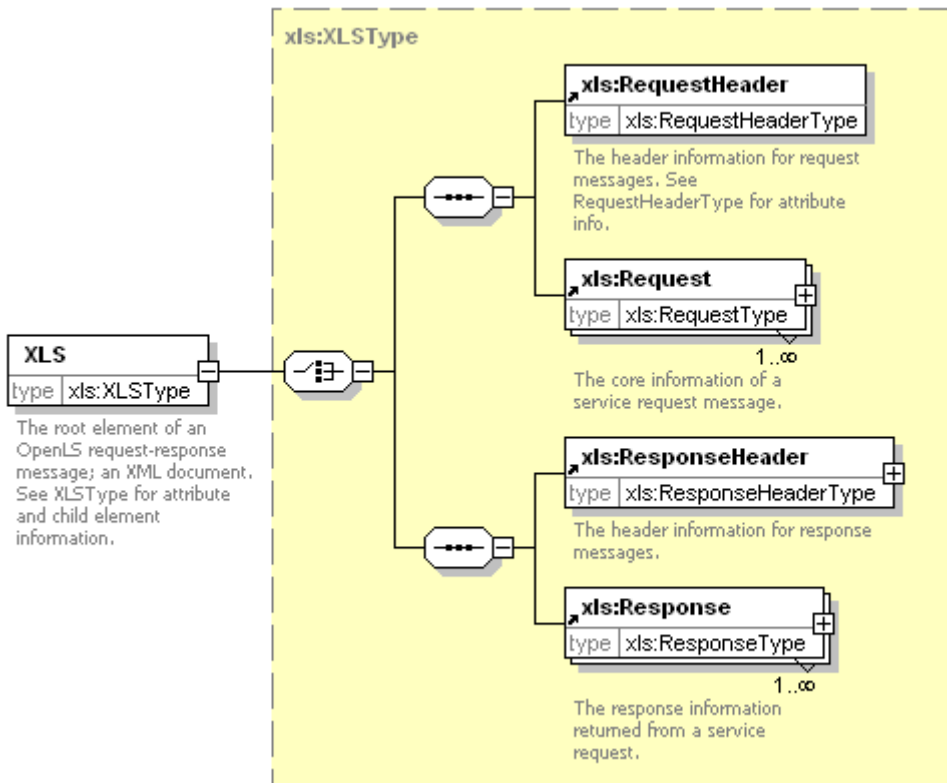 xls:XLSType
xls:RequestHeader
type xls:RequestHeaderType
The header information for request
messages. See
RequestHeaderType for attribute
info.
xls:Request
type xls:RequestType
1..∞
The core information of a
service request message.
XLS
type xls:XLSType
The root element of an
OpenLS request-response
message; an XML document.
See XLSType for attribute
and child element
information.
xls:ResponseHeader
type xls:ResponseHeaderType
The header information for response
messages.
xls:Response
type xls:ResponseType
1..∞
The response information
returned from a service
request.